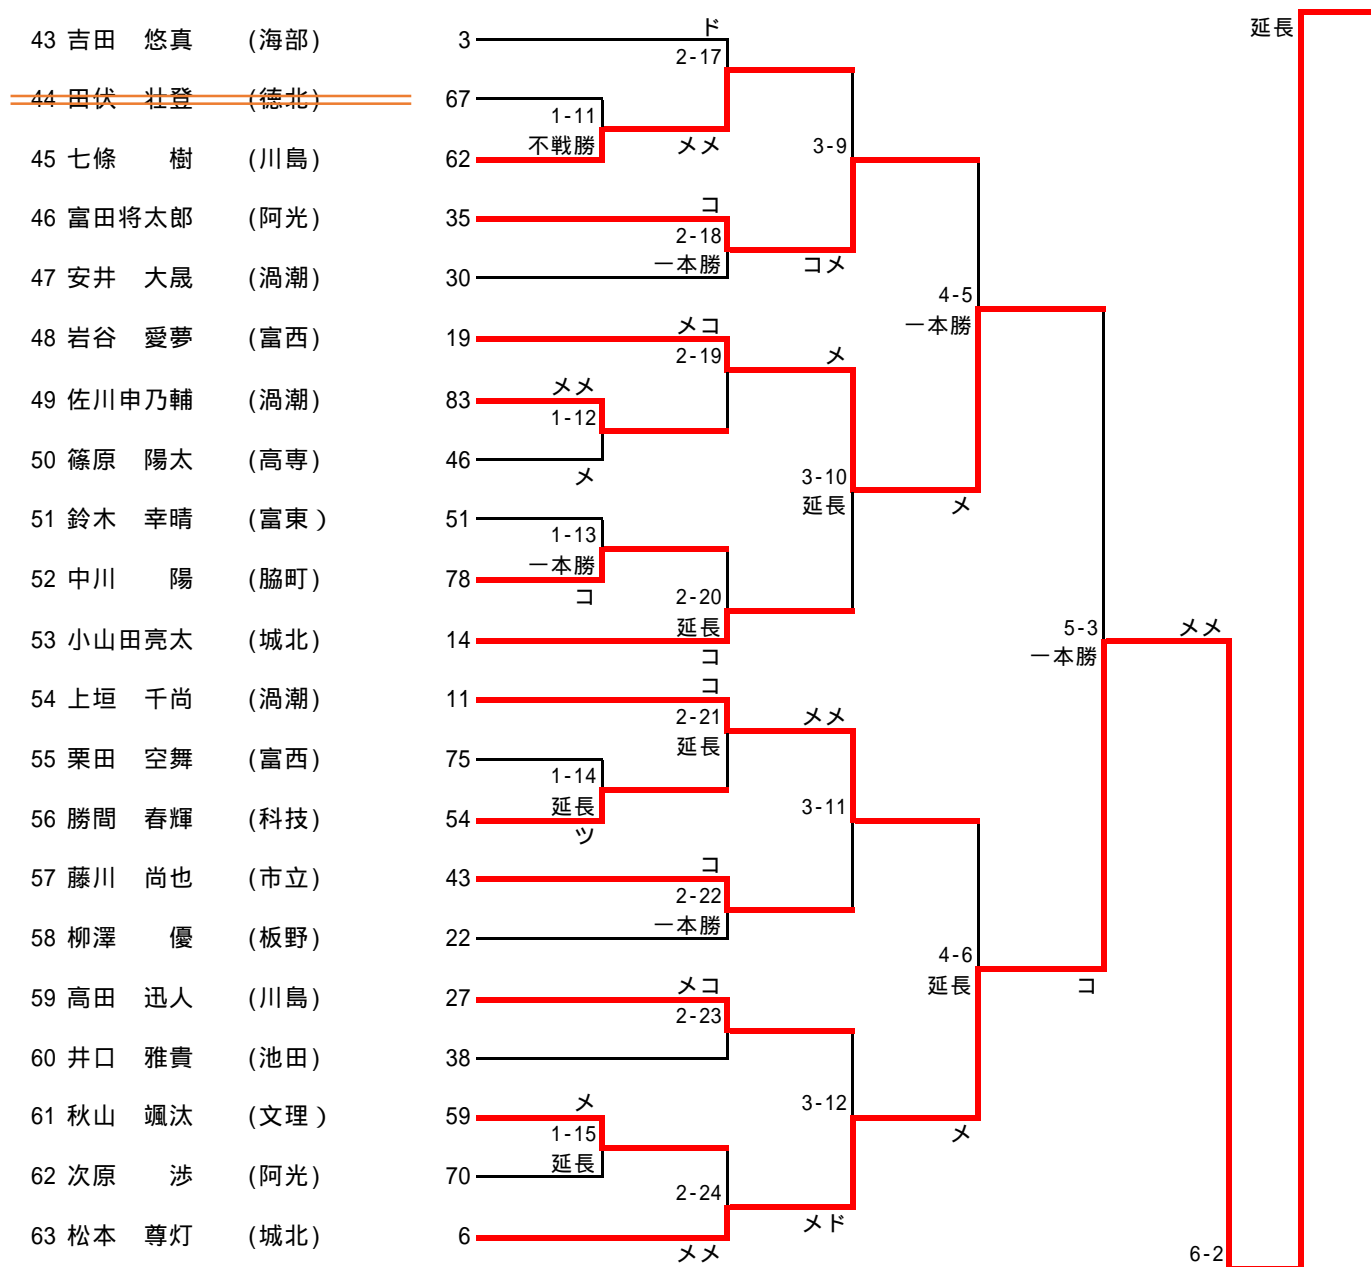 ド
延長
43 吉田 悠真 (海部) 3
2-17
44 田伏 壮登 (徳北) 67
1-11
不戦勝 メメ 3-9
45 七條 樹 (川島) 62
コ
46 富田将太郎 (阿光) 35
2-18
一本勝 コメ
47 安井 大晟 (渦潮) 30
4-5
一本勝
メコ
48 岩谷 愛夢 (富西) 19
2-19 メ
メメ
49 佐川申乃輔 (渦潮) 83
1-12
50 篠原 陽太 (高専) 46
メ 3-10
延長 メ
51 鈴木 幸晴 (富東) 51
1-13
一本勝
52 中川 陽 (脇町) 78
コ 2-20
延長
53 小山田亮太 (城北) 14
コ
5-3 メメ
一本勝
コ
54 上垣 千尚 (渦潮) 11
2-21 メメ
延長
55 栗田 空舞 (富西) 75
1-14
延長 3-11
56 勝間 春輝 (科技) 54
ツ
コ
57 藤川 尚也 (市立) 43
2-22
一本勝
58 柳澤 優 (板野) 22
4-6
延長 コ
メコ
59 高田 迅人 (川島) 27
2-23
60 井口 雅貴 (池田) 38
メ 3-12
61 秋山 颯汰 (文理) 59
1-15 メ
延長
62 次原 渉 (阿光) 70
2-24
メド
63 松本 尊灯 (城北) 6
メメ 6-2